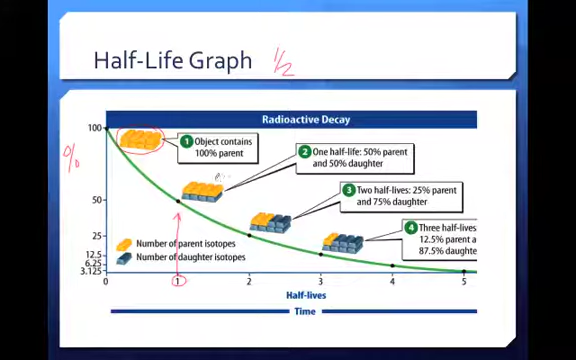 Half-Life Graph 1/2
Radioactive Decay
%
100
50
25
12.5
6.25
3.125
1 Object contains
100% parent
2 One half-life: 50% parent
and 50% daughter
3 Two half-lives: 25% parent
and 75% daughter
4 Three half-lives
12.5% parent a
87.5% daughte
Number of parent isotopes
Number of daughter isotopes
0 1 2 3 4 5
Half-lives
Time